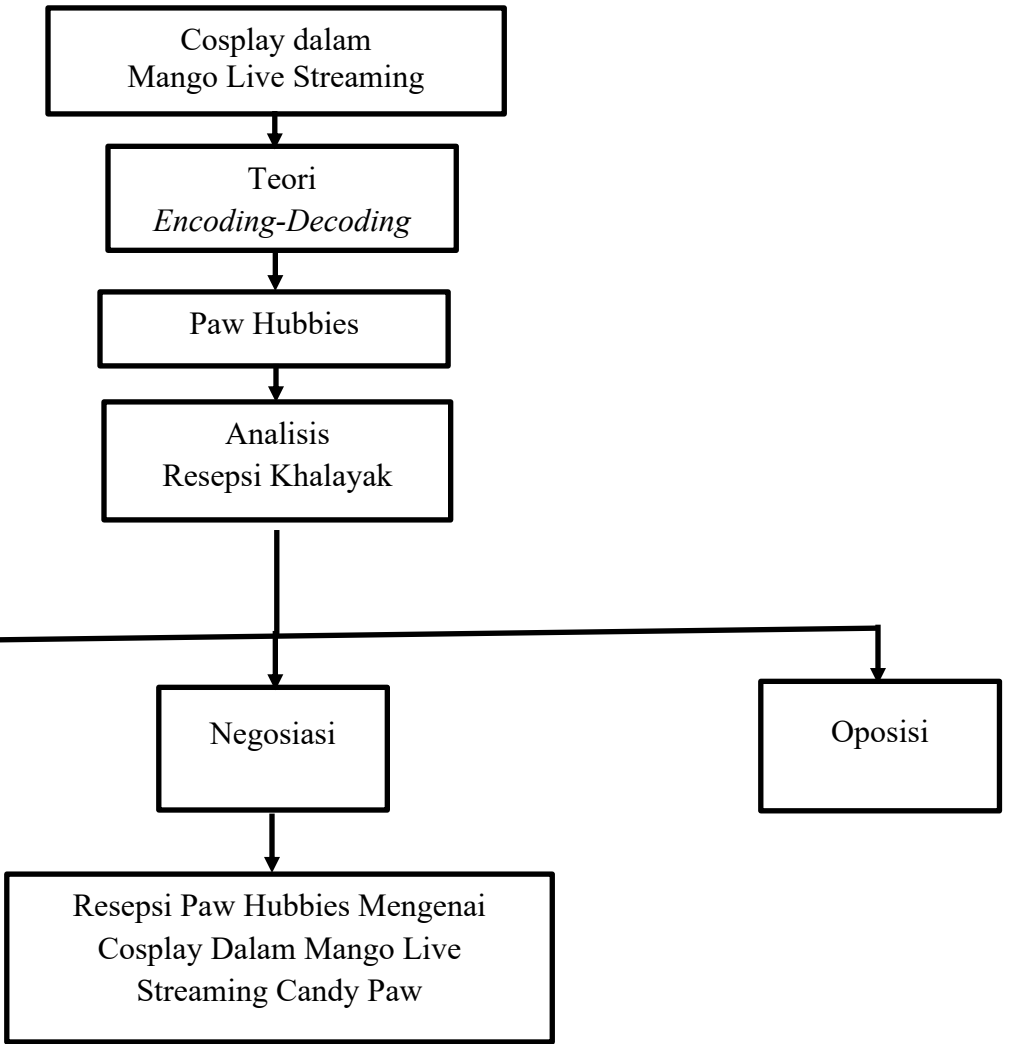 Cosplay dalam
Mango Live Streaming
Teori
Encoding-Decoding
Paw Hubbies
Analisis
Resepsi Khalayak
Negosiasi
Oposisi
Resepsi Paw Hubbies Mengenai
Cosplay Dalam Mango Live
Streaming Candy Paw